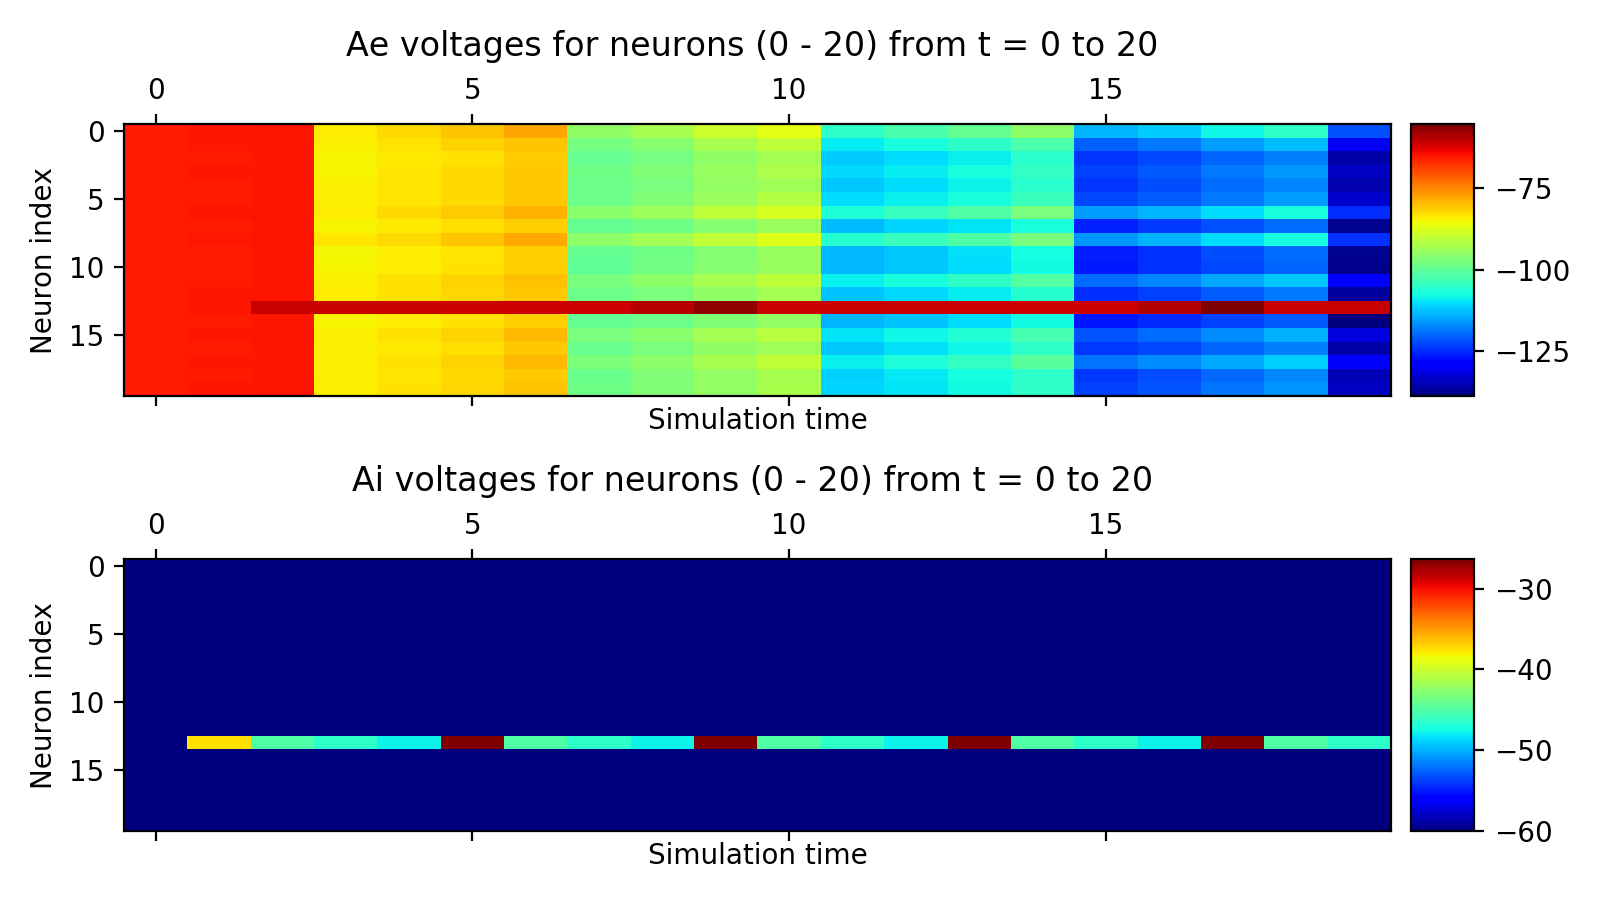 Ae voltages for neurons (0 - 20) from t = 0 to 20
0 5 10 15
Neuron index
0
5
10
15
Simulation time
−75
−100
−125
Ai voltages for neurons (0 - 20) from t = 0 to 20
0 5 10 15
Neuron index
0
5
10
15
Simulation time
−30
−40
−50
−60